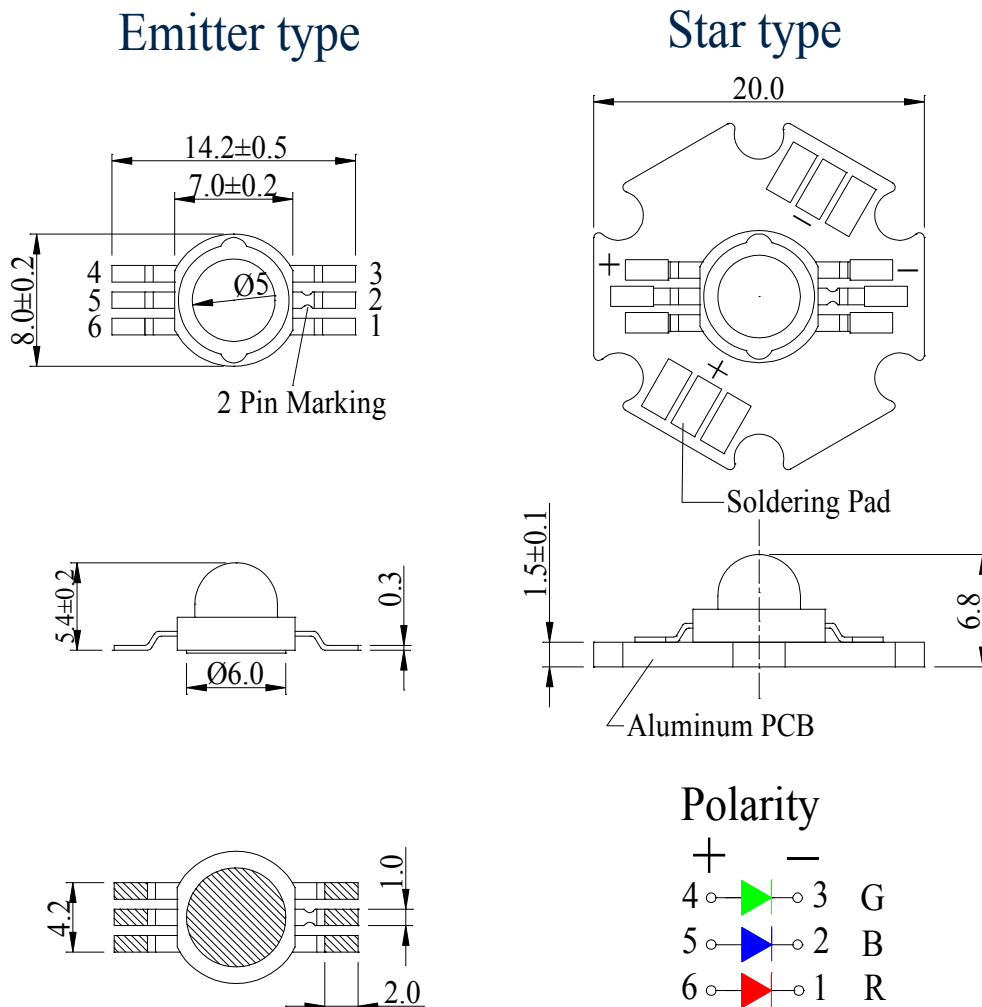 Emitter type
Star type
14.2±0.5
7.0±0.2
8.0±0.2
4
5
6
Ø5
3
2
1
2 Pin Marking
20.0
+
−
−
+
Soldering Pad
5.4±0.2
0.3
Ø6.0
1.5±0.1
6.8
Aluminum PCB
4.2
1.0
2.0
Polarity
+ −
4 3 G
5 2 B
6 1 R